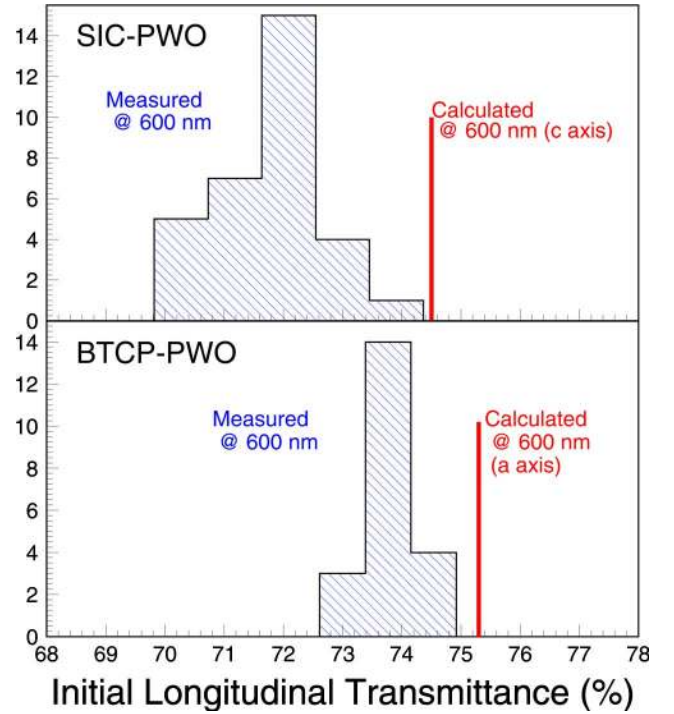 14
SIC-PWO
12
Measured
@ 600 nm
Calculated
@ 600 nm (c axis)
10
8
6
4
2
0
14
BTCP-PWO
12
10
Measured
@ 600 nm
Calculated
@ 600 nm
(a axis)
8
6
4
2
0
68 69 70 71 72 73 74 75 76 77 78
Initial Longitudinal Transmittance (%)